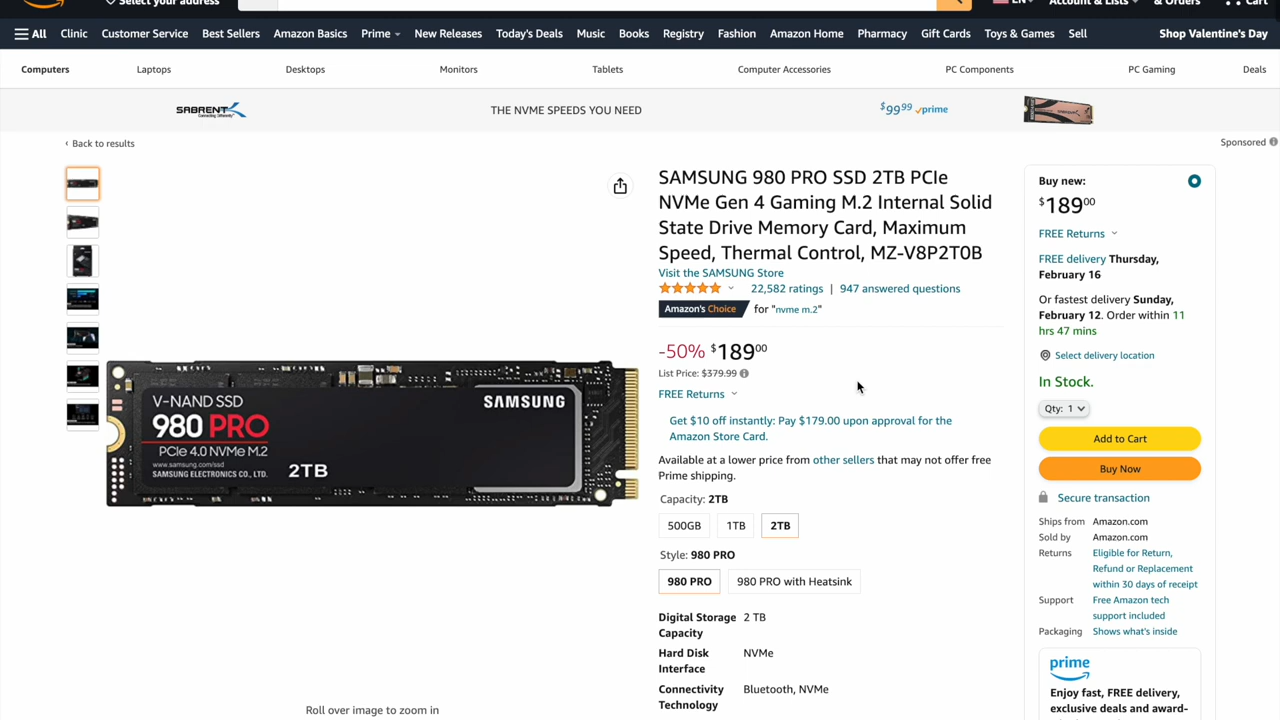 Select your address
EN
Account & Lists
& Orders
Cart
All
Clinic
Customer Service
Best Sellers
Amazon Basics
Prime
New Releases
Today's Deals
Music
Books
Registry
Fashion
Amazon Home
Pharmacy
Gift Cards
Toys & Games
Sell
Shop Valentine's Day
Computers
Laptops
Desktops
Monitors
Tablets
Computer Accessories
PC Components
PC Gaming
Deals
SABRENT
THE NVME SPEEDS YOU NEED
$99.99 prime
‹ Back to results
Sponsored
SAMSUNG 980 PRO SSD 2TB PCIe
NVMe Gen 4 Gaming M.2 Internal Solid
State Drive Memory Card, Maximum
Speed, Thermal Control, MZ-V8P2T0B
Visit the SAMSUNG Store
22,582 ratings | 947 answered questions
Amazon's Choice for "nvme m.2"
-50% $189 00
List Price: $379.99
FREE Returns
Get $10 off instantly: Pay $179.00 upon approval for the
Amazon Store Card.
Available at a lower price from other sellers that may not offer free
Prime shipping.
Capacity: 2TB
500GB
1TB
2TB
Style: 980 PRO
980 PRO
980 PRO with Heatsink
Digital Storage Capacity
2 TB
Hard Disk Interface
NVMe
Connectivity Technology
Bluetooth, NVMe
V-NAND SSD
980 PRO
PCIe 4.0 NVMe M.2
www.samsung.com/ssd
SAMSUNG ELECTRONICS CO., LTD.
2TB
SAMSUNG
Roll over image to zoom in
Buy new:
$189 00
FREE Returns
FREE delivery Thursday,
February 16
Or fastest delivery Sunday,
February 12. Order within 11
hrs 47 mins
Select delivery location
In Stock.
Qty: 1
Add to Cart
Buy Now
Secure transaction
Ships from Amazon.com
Sold by Amazon.com
Returns Eligible for Return,
Refund or Replacement
within 30 days of receipt
Support Free Amazon tech
support included
Packaging Shows what's inside
prime
Enjoy fast, FREE delivery,
exclusive deals and award-